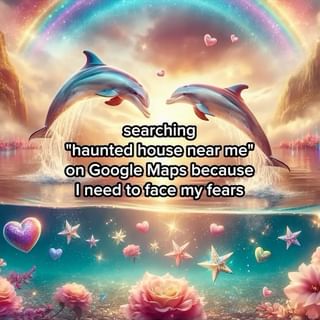 searching
"haunted house near me"
on Google Maps because
I need to face my fears